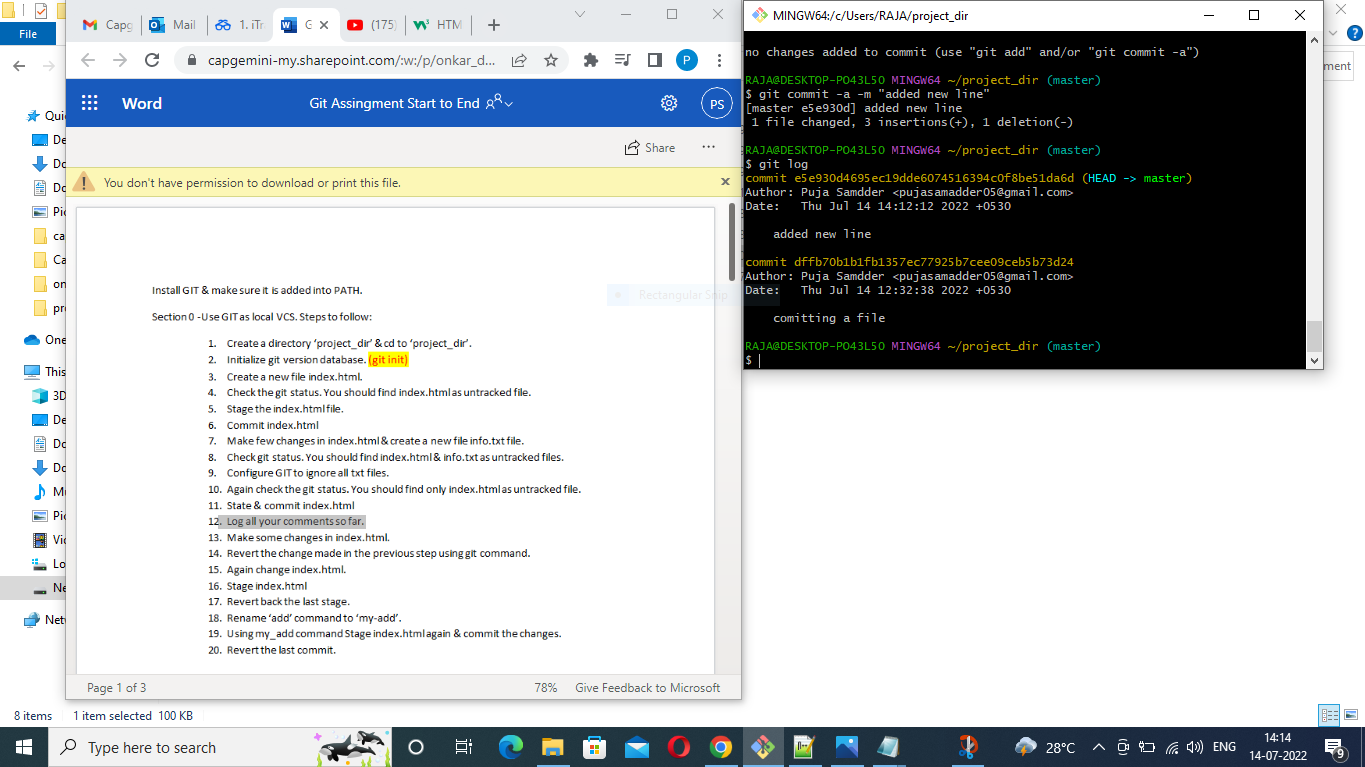 File
Quic
De
Do
Do
Pic
ca
Ca
on
pr
One
This
3D
De
Do
Do
Mu
Pic
Vic
Lo
Ne
Netv
8 items 1 item selected 100 KB
Capg
Mail
1. iTr
G
(175)
HTM
capgemini-my.sharepoint.com/:w:/p/onkar_d...
P
Word
Git Assingment Start to End
PS
Share
You don't have permission to download or print this file.
Install GIT & make sure it is added into PATH.
Rectangular Snip
Section 0 -Use GIT as local VCS. Steps to follow:
1. Create a directory ‘project_dir’ & cd to ‘project_dir’.
2. Initialize git version database. (git init)
3. Create a new file index.html.
4. Check the git status. You should find index.html as untracked file.
5. Stage the index.html file.
6. Commit index.html
7. Make few changes in index.html & create a new file info.txt file.
8. Check git status. You should find index.html & info.txt as untracked files.
9. Configure GIT to ignore all txt files.
10. Again check the git status. You should find only index.html as untracked file.
11. State & commit index.html
12. Log all your comments so far.
13. Make some changes in index.html.
14. Revert the change made in the previous step using git command.
15. Again change index.html.
16. Stage index.html
17. Revert back the last stage.
18. Rename ‘add’ command to ‘my-add’.
19. Using my_add command Stage index.html again & commit the changes.
20. Revert the last commit.
Page 1 of 3
78%
Give Feedback to Microsoft
MINGW64:/c/Users/RAJA/project_dir
no changes added to commit (use "git add" and/or "git commit -a")
RAJA@DESKTOP-PO43L5O MINGW64 ~/project_dir (master)
$ git commit -a -m "added new line"
[master e5e930d] added new line
1 file changed, 3 insertions(+), 1 deletion(-)
RAJA@DESKTOP-PO43L5O MINGW64 ~/project_dir (master)
$ git log
commit e5e930d4695ec19dde6074516394c0f8be51da6d (HEAD -> master)
Author: Puja Samdder <pujasamadder05@gmail.com>
Date: Thu Jul 14 14:12:12 2022 +0530
added new line
commit dffb70b1b1fb1357ec77925b7cee09ceb5b73d24
Author: Puja Samdder <pujasamadder05@gmail.com>
Date: Thu Jul 14 12:32:38 2022 +0530
comitting a file
RAJA@DESKTOP-PO43L5O MINGW64 ~/project_dir (master)
$
ment
Type here to search
28°C
ENG
14:14
14-07-2022
9